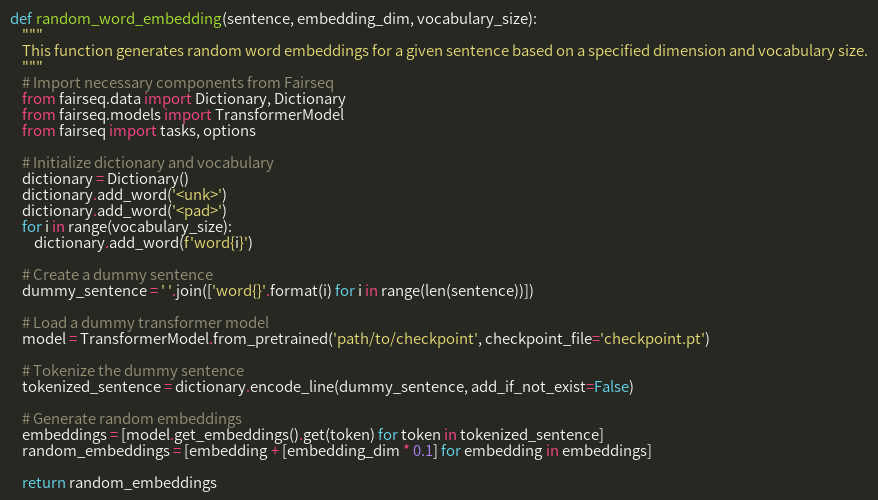 def random_word_embedding(sentence, embedding_dim, vocabulary_size):
    """
    This function generates random word embeddings for a given sentence based on a specified dimension and vocabulary size.
    """
    # Import necessary components from Fairseq
    from fairseq.data import Dictionary, Dictionary
    from fairseq.models import TransformerModel
    from fairseq import tasks, options

    # Initialize dictionary and vocabulary
    dictionary = Dictionary()
    dictionary.add_word('<unk>')
    dictionary.add_word('<pad>')
    for i in range(vocabulary_size):
        dictionary.add_word(f'word{i}')

    # Create a dummy sentence
    dummy_sentence = ' '.join(['word{}'.format(i) for i in range(len(sentence))])

    # Load a dummy transformer model
    model = TransformerModel.from_pretrained('path/to/checkpoint', checkpoint_file='checkpoint.pt')

    # Tokenize the dummy sentence
    tokenized_sentence = dictionary.encode_line(dummy_sentence, add_if_not_exist=False)

    # Generate random embeddings
    embeddings = [model.get_embeddings().get(token) for token in tokenized_sentence]
    random_embeddings = [embedding + [embedding_dim * 0.1] for embedding in embeddings]

    return random_embeddings